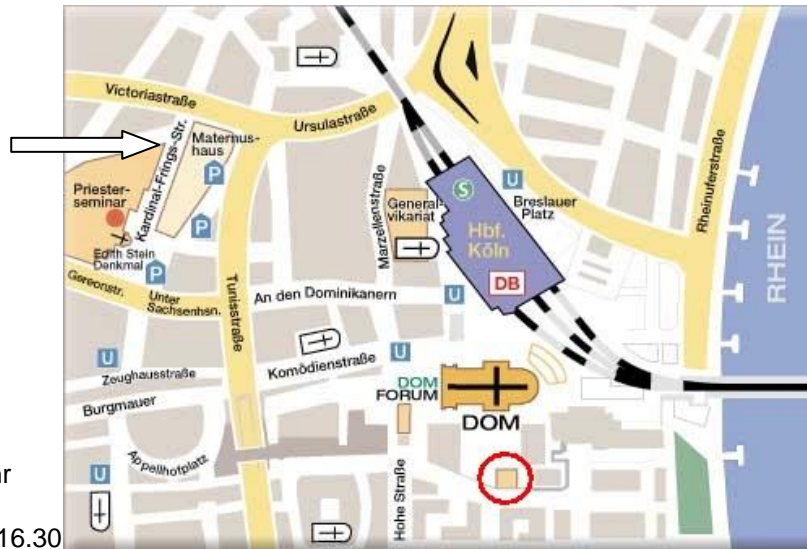 Victoriastraße
Ursulastraße
Kardinal-Frings-Str.
Maternus-
haus
P
Priester-
seminar
Edith Stein
Denkmal
P
P
Gereonstr.
Unter
Sachsenhsn.
Tunisstraße
An den Dominikanern
Marzellenstraße
General-
vikariat
S
U
Breslauer
Platz
Hbf.
Köln
DB
Rheinuferstraße
RHEIN
U
U
U
Zeughausstraße
Komödienstraße
Burgmauer
DOM
FORUM
DOM
Appellhofplatz
Hohe Straße
U
r
16.30